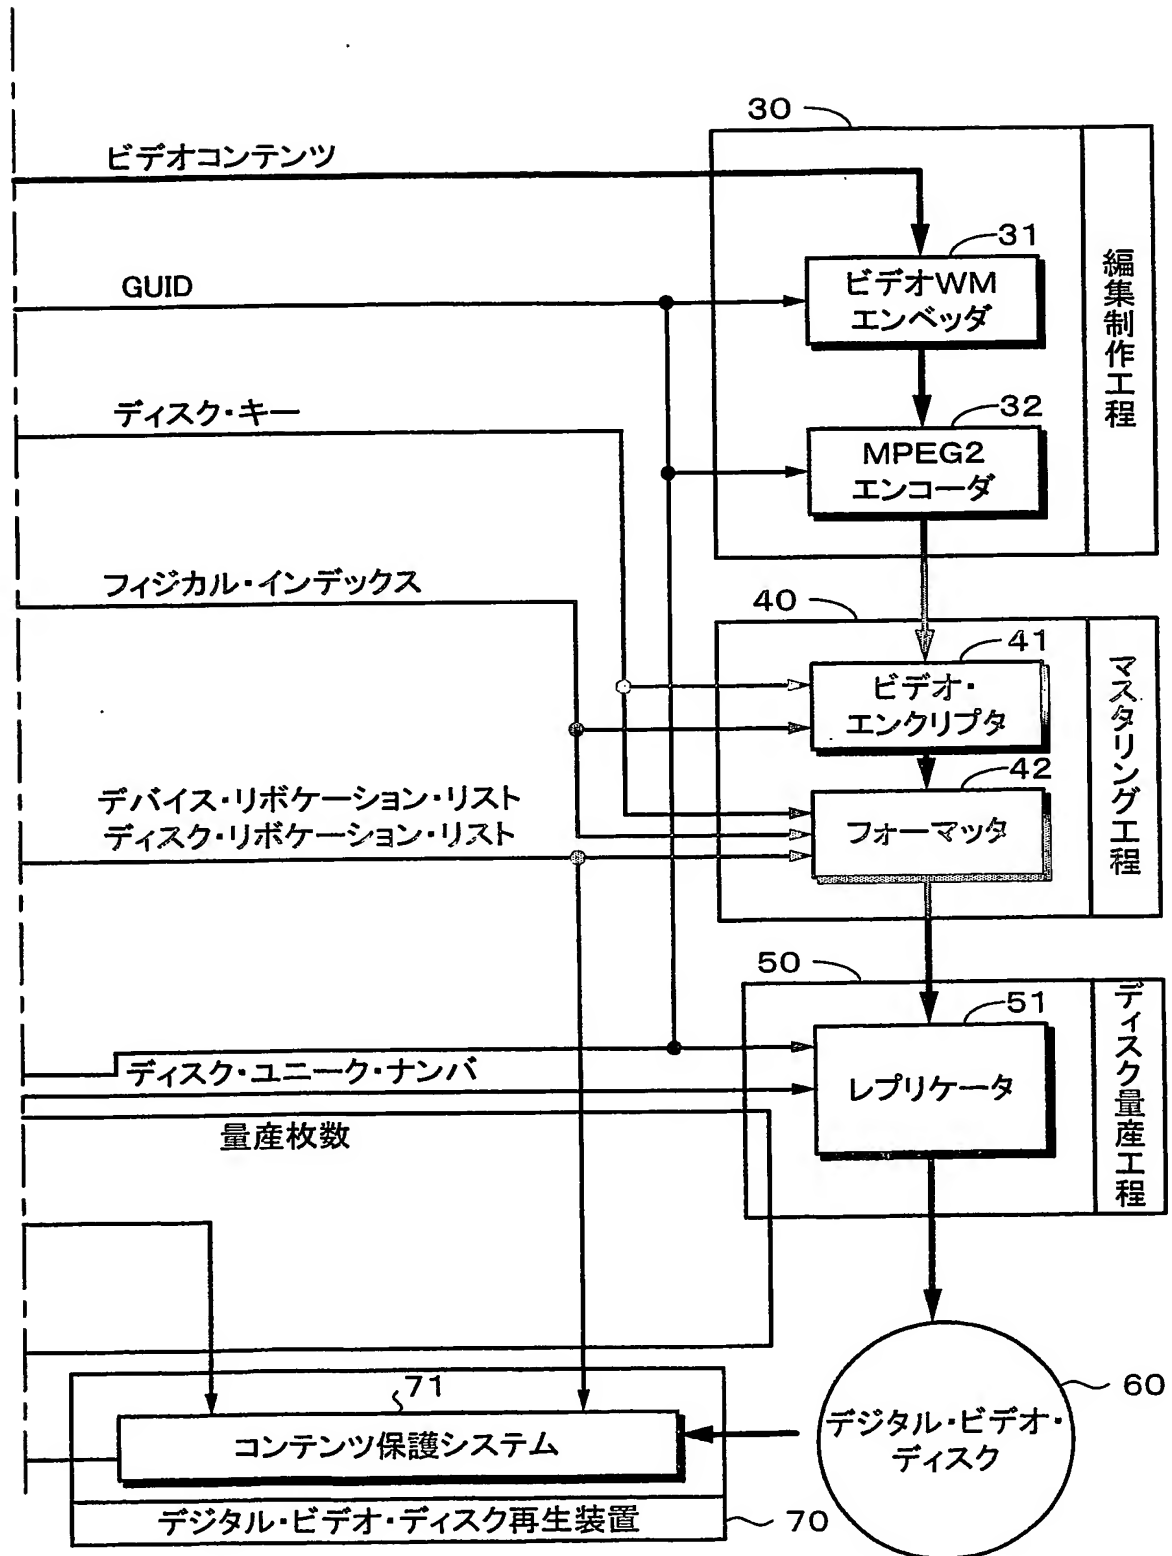 30
ビデオコンテンツ
31
GUID
ビデオWM
エンベッダ
編集制作工程
ディスク・キー
32
MPEG2
エンコーダ
フィジカル・インデックス
40
41
ビデオ・
エンクリプタ
マスタリング工程
42
デバイス・リボケーション・リスト
ディスク・リボケーション・リスト
フォーマッタ
50
51
ディスク・ユニーク・ナンバ
レプリケータ
ディスク量産工程
量産枚数
71
60
コンテンツ保護システム
デジタル・ビデオ・
ディスク
デジタル・ビデオ・ディスク再生装置
70